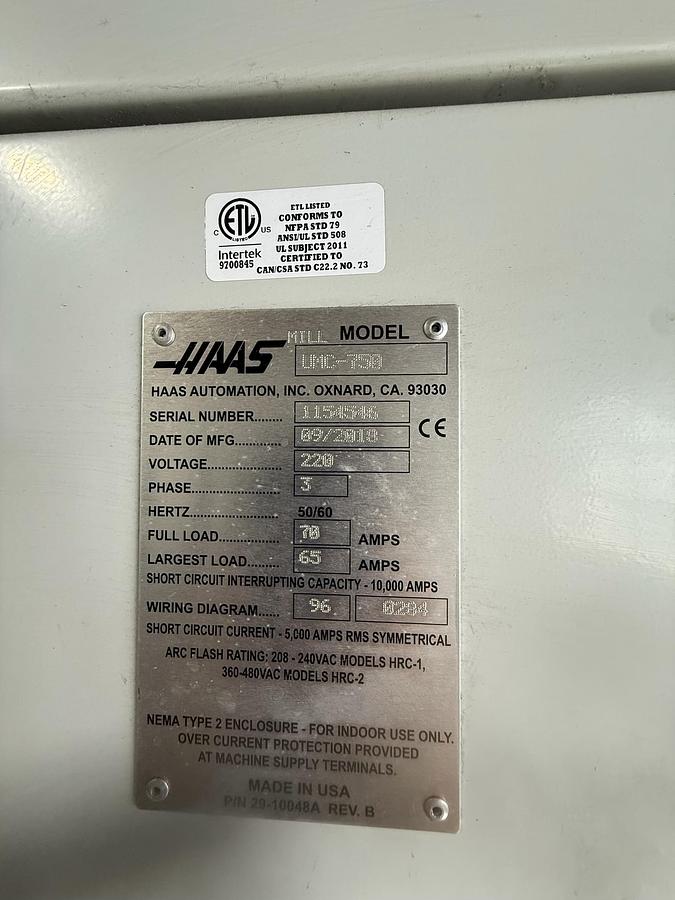 ETL LISTED
CONFORMS TO
NFPA STD 79
ANSI/UL STD 508
UL SUBJECT 2011
CERTIFIED TO
CAN/CSA STD C22.2 NO. 73
C ETL US
LISTED
Intertek
9700845
MILL MODEL
HAAS UMC-750
HAAS AUTOMATION, INC. OXNARD, CA. 93030
SERIAL NUMBER....... 1154546
DATE OF MFG............ 09/2018 CE
VOLTAGE................... 220
PHASE....................... 3
HERTZ....................... 50/60
FULL LOAD............... 70 AMPS
LARGEST LOAD......... 65 AMPS
SHORT CIRCUIT INTERRUPTING CAPACITY - 10,000 AMPS
WIRING DIAGRAM...... 96 0284
SHORT CIRCUIT CURRENT - 5,000 AMPS RMS SYMMETRICAL
ARC FLASH RATING: 208 - 240VAC MODELS HRC-1,
360-480VAC MODELS HRC-2
NEMA TYPE 2 ENCLOSURE - FOR INDOOR USE ONLY.
OVER CURRENT PROTECTION PROVIDED
AT MACHINE SUPPLY TERMINALS.
MADE IN USA
P/N 29-10048A REV. B